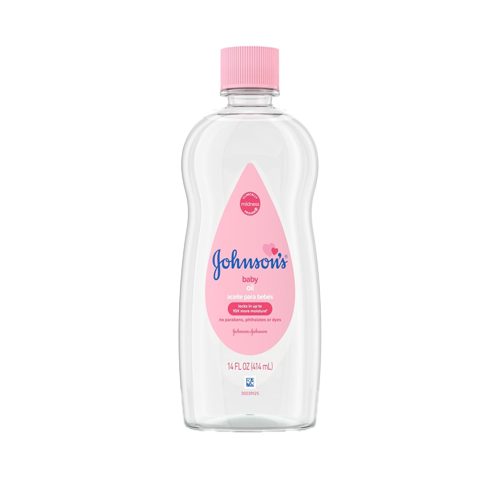 mildness
Johnson's®
baby
oil
aceite para bebés
locks in up to
10X more moisture†
no parabens, phthalates or dyes
Johnson & Johnson
14 FL OZ (414 mL)